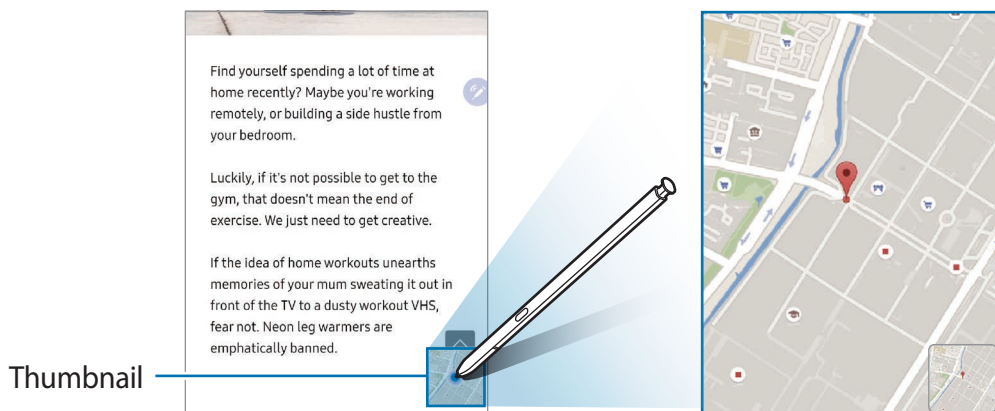 Find yourself spending a lot of time at
home recently? Maybe you're working
remotely, or building a side hustle from
your bedroom.
Luckily, if it's not possible to get to the
gym, that doesn't mean the end of
exercise. We just need to get creative.
If the idea of home workouts unearths
memories of your mum sweating it out in
front of the TV to a dusty workout VHS,
fear not. Neon leg warmers are
emphatically banned.
Thumbnail